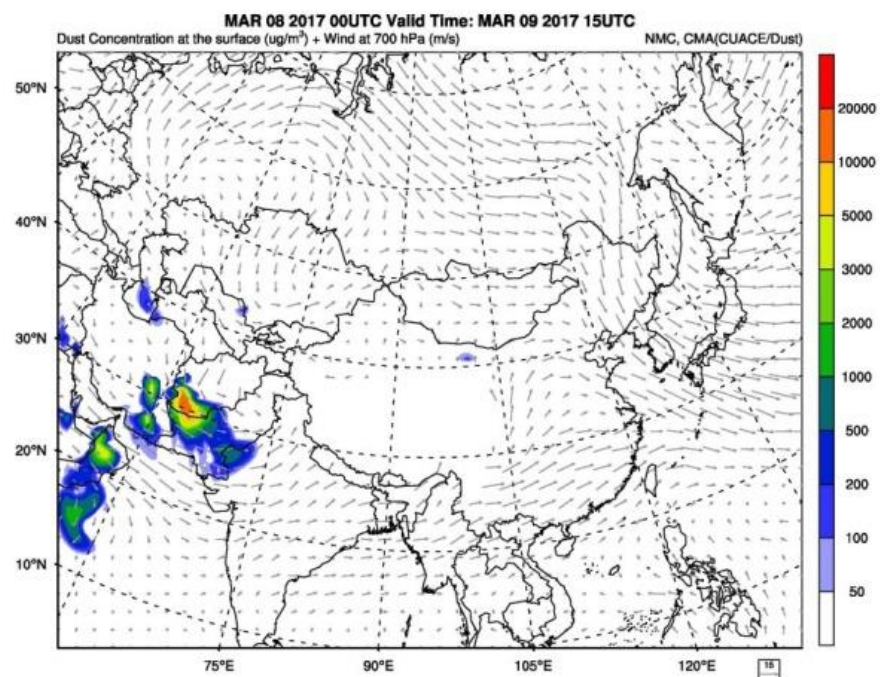 MAR 08 2017 00UTC Valid Time: MAR 09 2017 15UTC
Dust Concentration at the surface (ug/m³) + Wind at 700 hPa (m/s) NMC, CMA(CUACE/Dust)
50°N
40°N
30°N
20°N
10°N
75°E 90°E 105°E 120°E
20000
10000
5000
3000
2000
1000
500
200
100
50
15